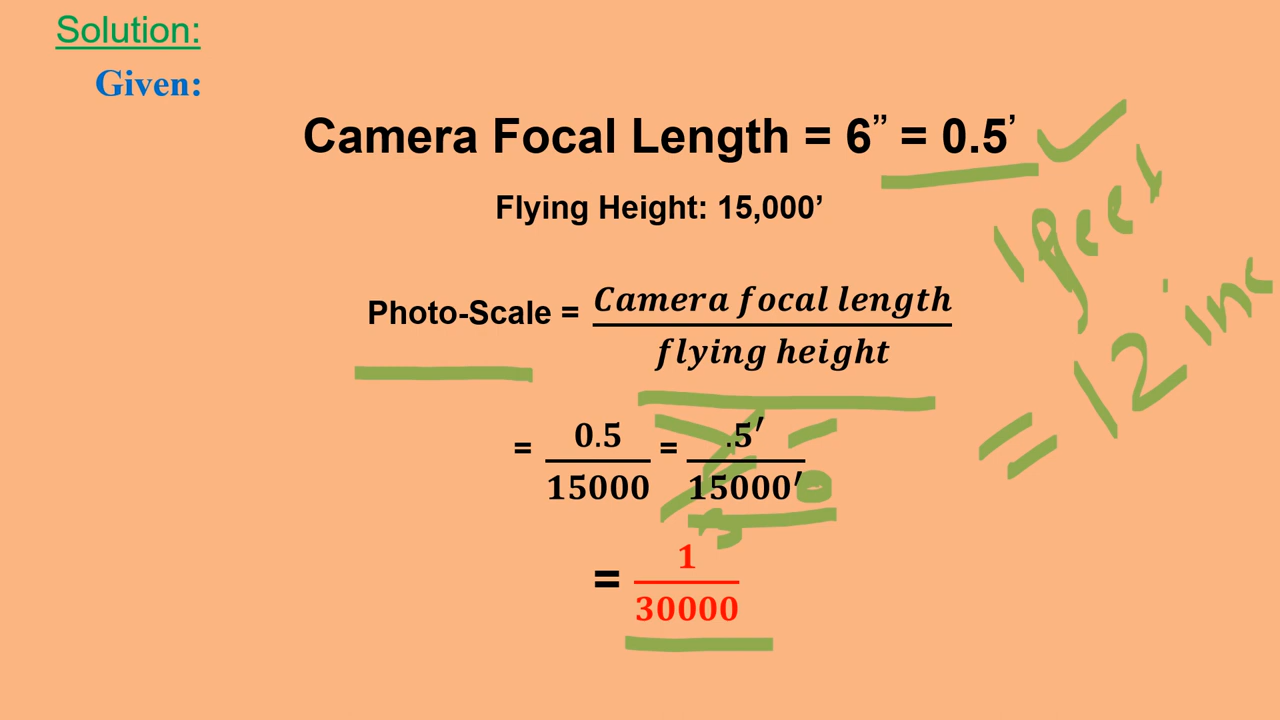 Solution:
Given:
Camera Focal Length = 6” = 0.5’
Flying Height: 15,000’
1 feet
= 12 inc
Photo-Scale = Camera focal length / flying height
= 0.5 / 15000 = .5′ / 15000′
= 1 / 30000